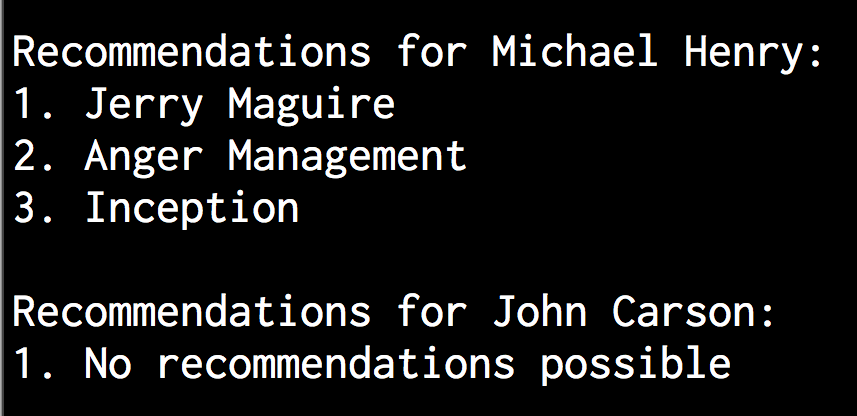 Recommendations for Michael Henry:
1. Jerry Maguire
2. Anger Management
3. Inception
Recommendations for John Carson:
1. No recommendations possible